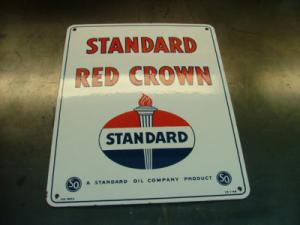 STANDARD
RED CROWN
STANDARD
SO A STANDARD OIL COMPANY PRODUCT SO